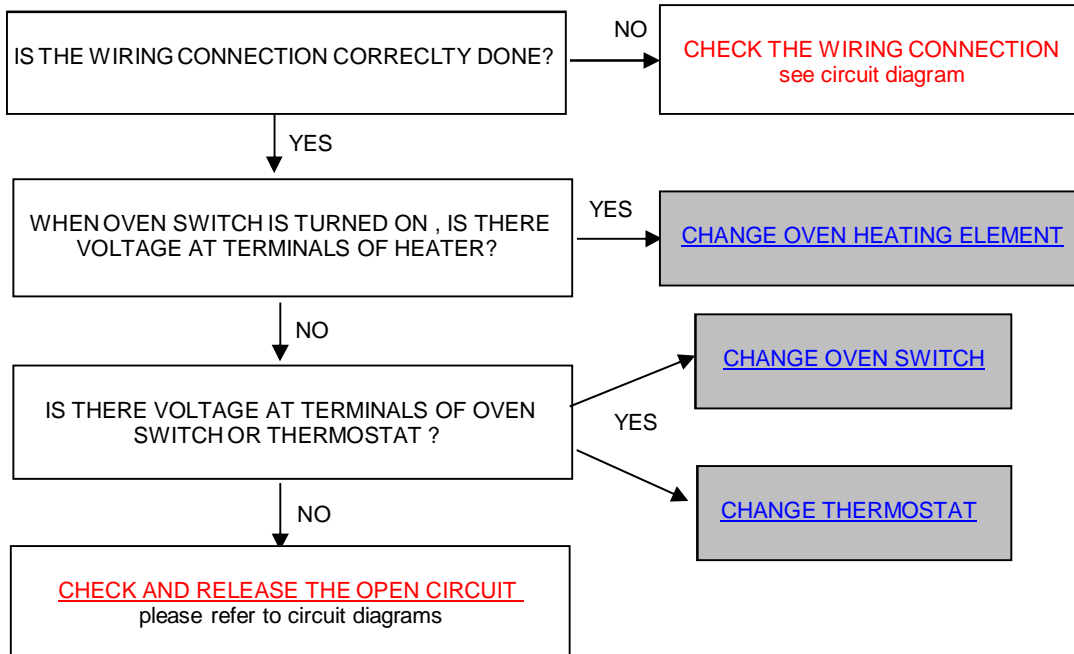 IS THE WIRING CONNECTION CORRECLTY DONE?
NO
CHECK THE WIRING CONNECTION
see circuit diagram
YES
WHEN OVEN SWITCH IS TURNED ON , IS THERE
VOLTAGE AT TERMINALS OF HEATER?
YES
CHANGE OVEN HEATING ELEMENT
NO
IS THERE VOLTAGE AT TERMINALS OF OVEN
SWITCH OR THERMOSTAT ?
YES
CHANGE OVEN SWITCH
CHANGE THERMOSTAT
NO
CHECK AND RELEASE THE OPEN CIRCUIT
please refer to circuit diagrams